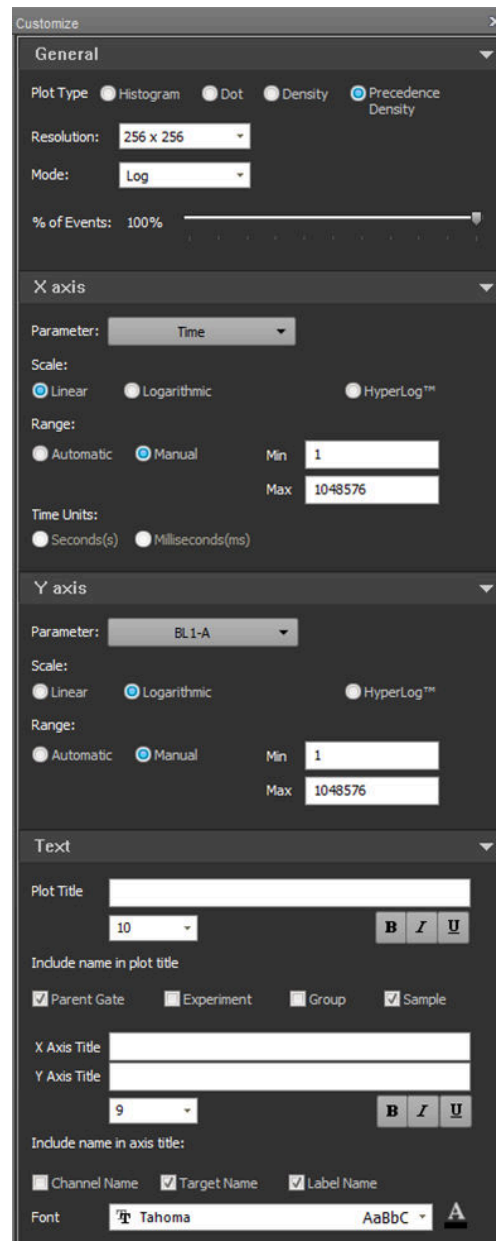 Customize
General
Plot Type Histogram Dot Density Precedence Density
Resolution: 256 x 256
Mode: Log
% of Events: 100%
X axis
Parameter: Time
Scale:
Linear Logarithmic HyperLog™
Range:
Automatic Manual Min 1
Max 1048576
Time Units:
Seconds(s) Milliseconds(ms)
Y axis
Parameter: BL1-A
Scale:
Linear Logarithmic HyperLog™
Range:
Automatic Manual Min 1
Max 1048576
Text
Plot Title
10 B I U
Include name in plot title
Parent Gate Experiment Group Sample
X Axis Title
Y Axis Title
9 B I U
Include name in axis title:
Channel Name Target Name Label Name
Font Tahoma AaBbC A